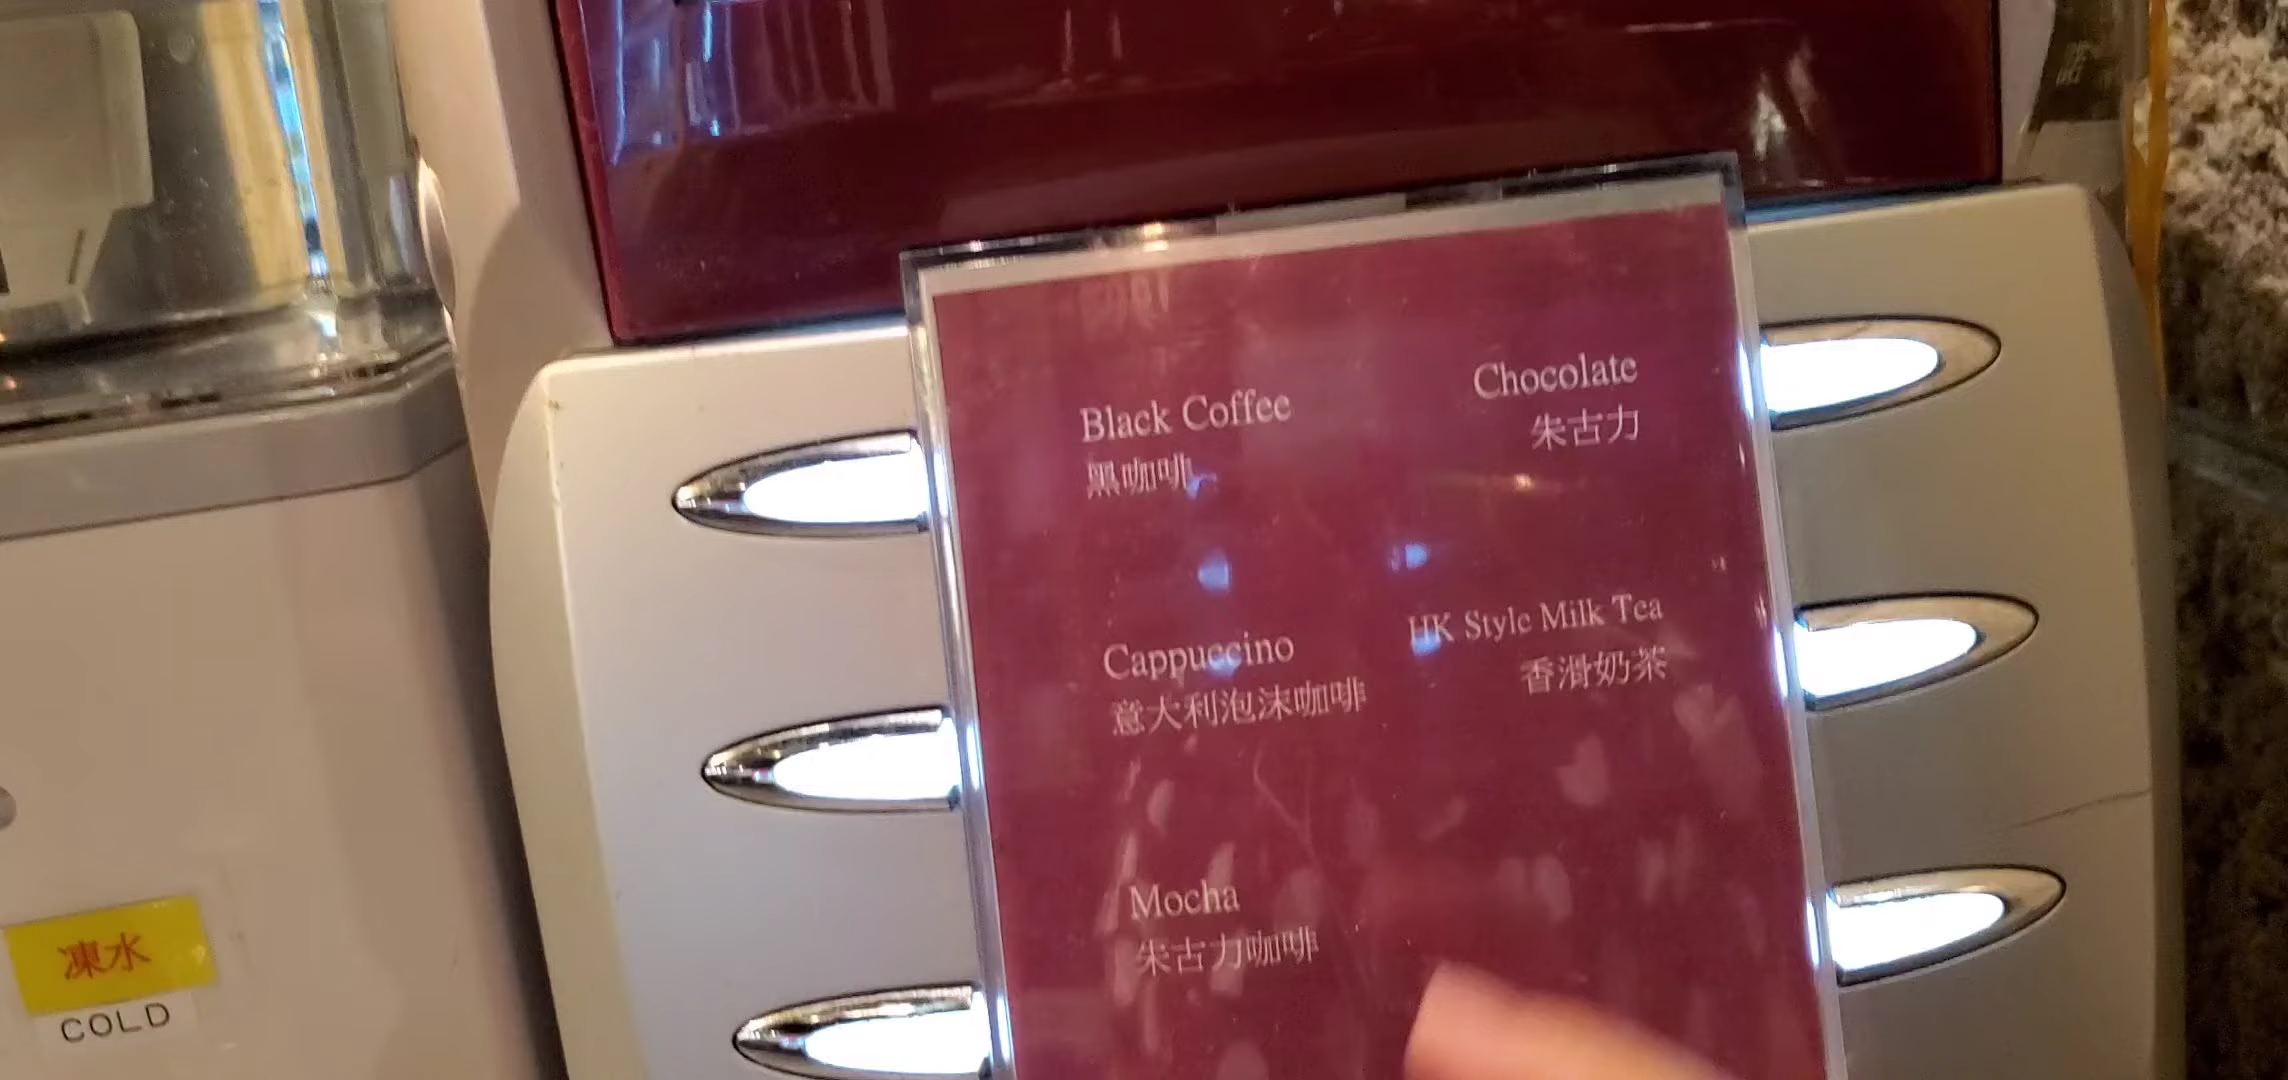 Black Coffee
黑咖啡
Chocolate
朱古力
Cappuccino
意大利泡沫咖啡
HK Style Milk Tea
香滑奶茶
Mocha
朱古力咖啡
凍水
COLD